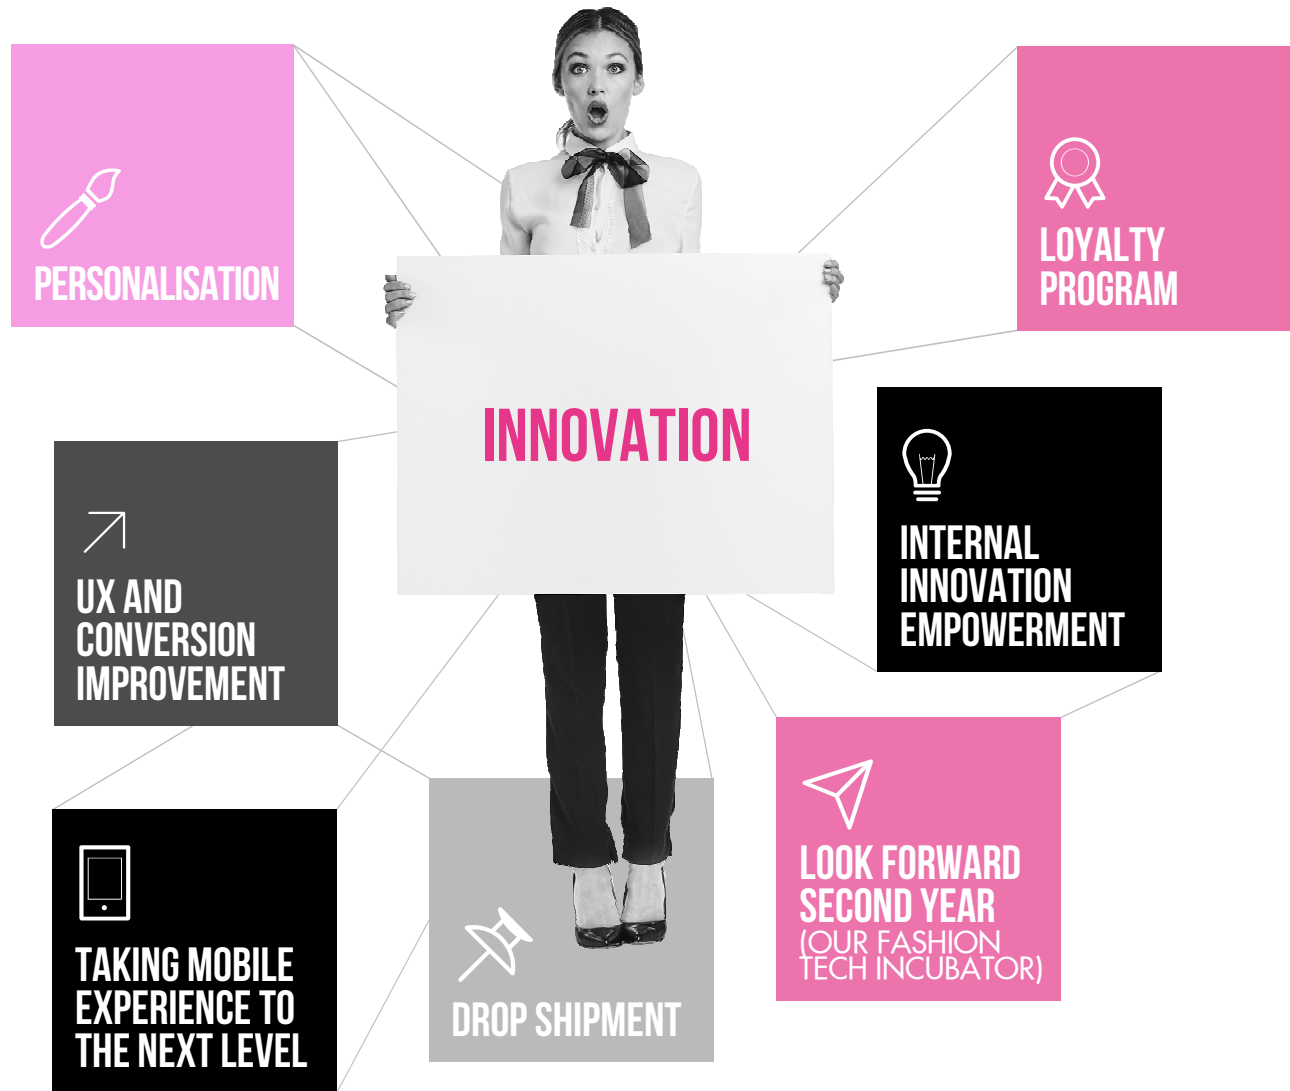 PERSONALISATION
LOYALTY
PROGRAM
INNOVATION
UX AND
CONVERSION
IMPROVEMENT
INTERNAL
INNOVATION
EMPOWERMENT
TAKING MOBILE
EXPERIENCE TO
THE NEXT LEVEL
DROP SHIPMENT
LOOK FORWARD
SECOND YEAR
(OUR FASHION
TECH INCUBATOR)